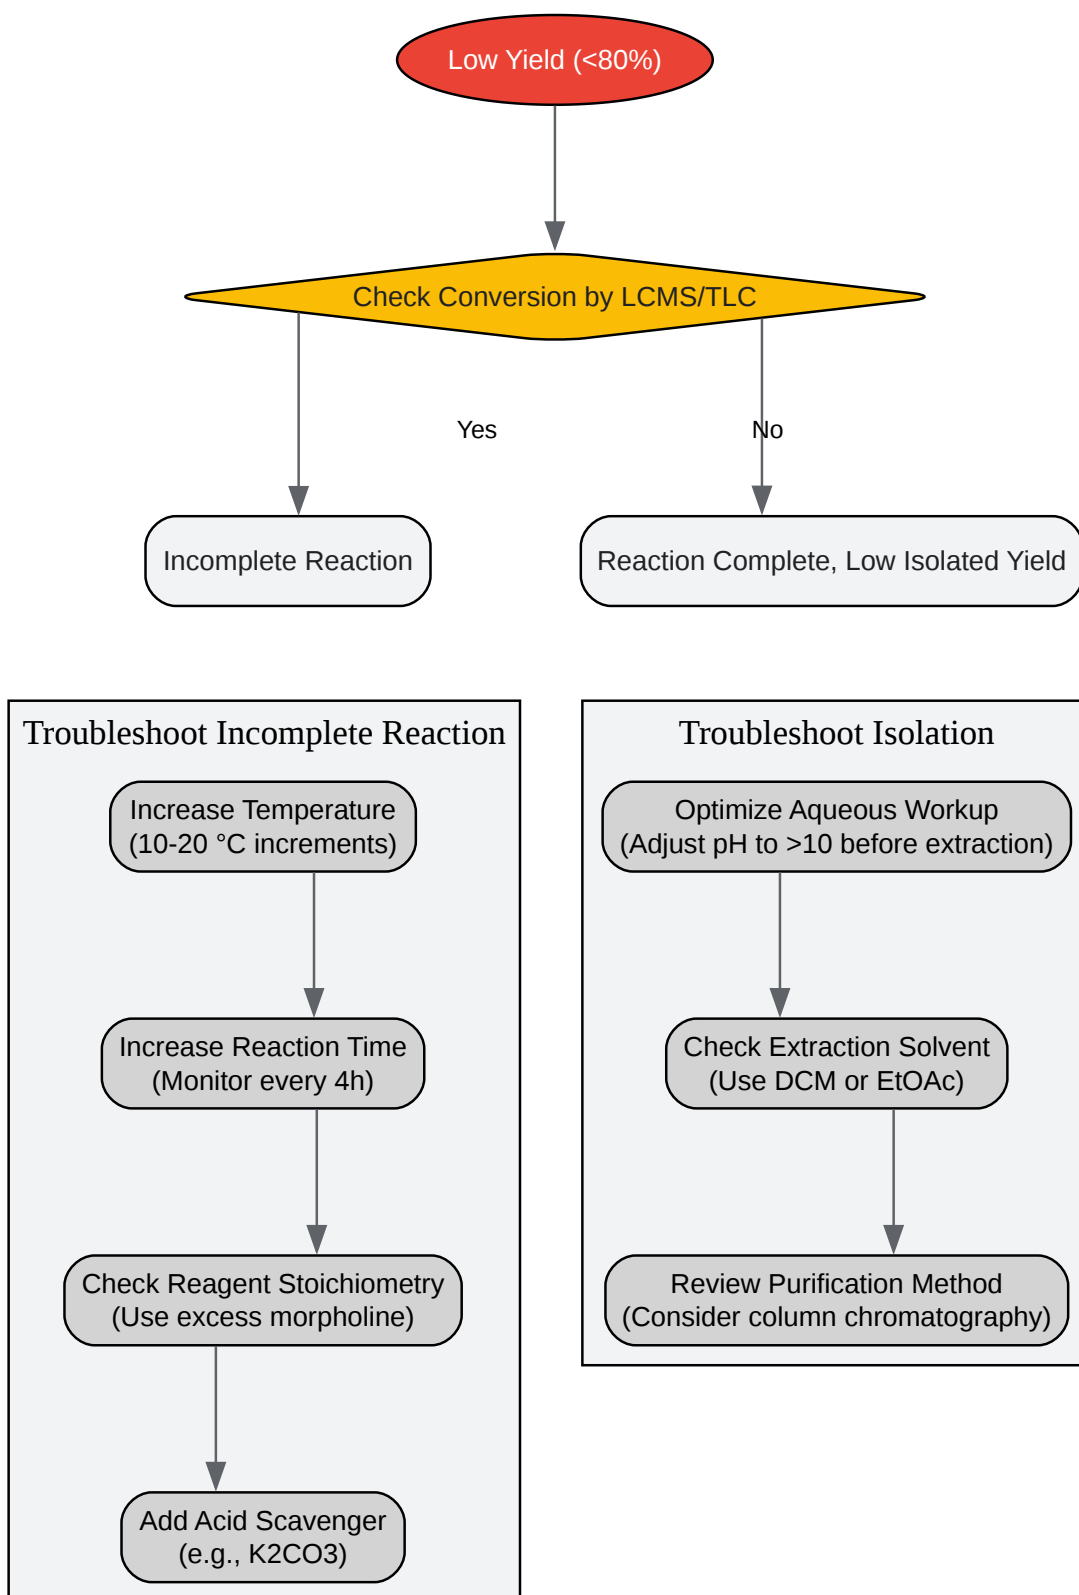 Low Yield (<80%)
Check Conversion by LCMS/TLC
Yes
No
Incomplete Reaction
Reaction Complete, Low Isolated Yield
Troubleshoot Incomplete Reaction
Increase Temperature
(10-20 °C increments)
Increase Reaction Time
(Monitor every 4h)
Check Reagent Stoichiometry
(Use excess morpholine)
Add Acid Scavenger
(e.g., K2CO3)
Troubleshoot Isolation
Optimize Aqueous Workup
(Adjust pH to >10 before extraction)
Check Extraction Solvent
(Use DCM or EtOAc)
Review Purification Method
(Consider column chromatography)